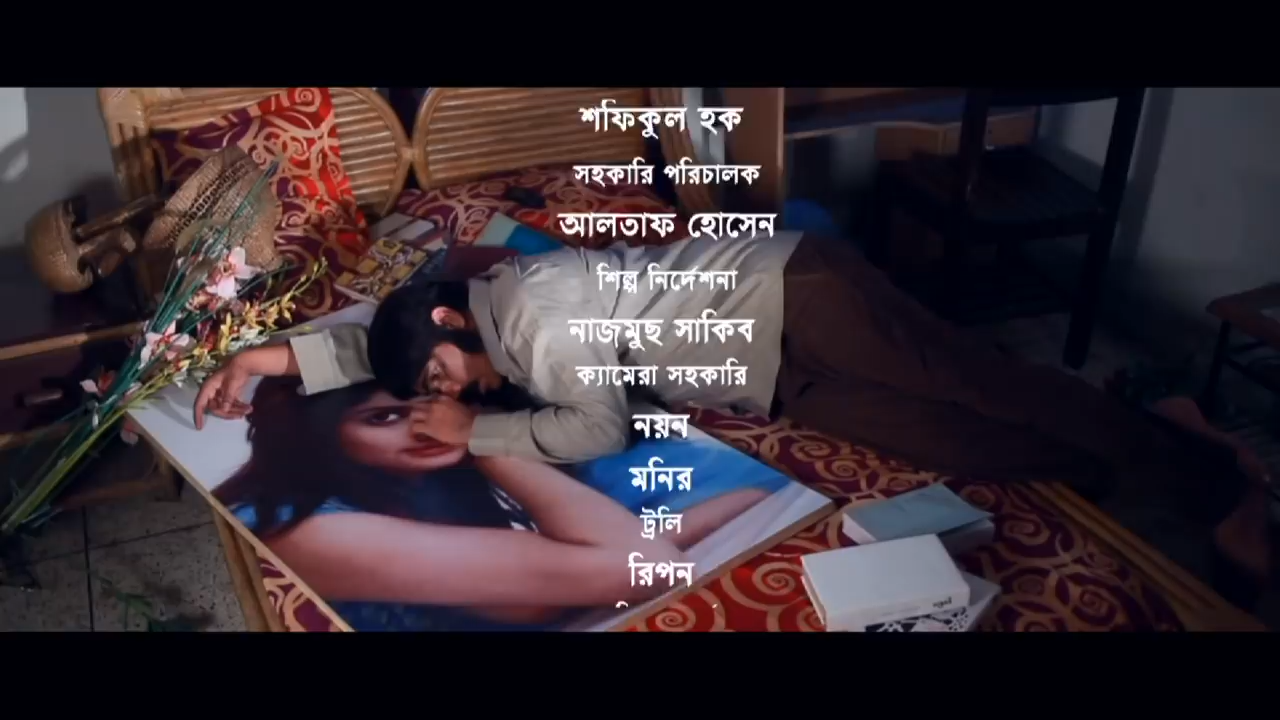 শফিকুল হক
সহকারি পরিচালক
আলতাফ হোসেন
শিল্প নির্দেশনা
নাজমুছ সাকিব
ক্যামেরা সহকারি
নয়ন
মনির
ট্রলি
রিপন